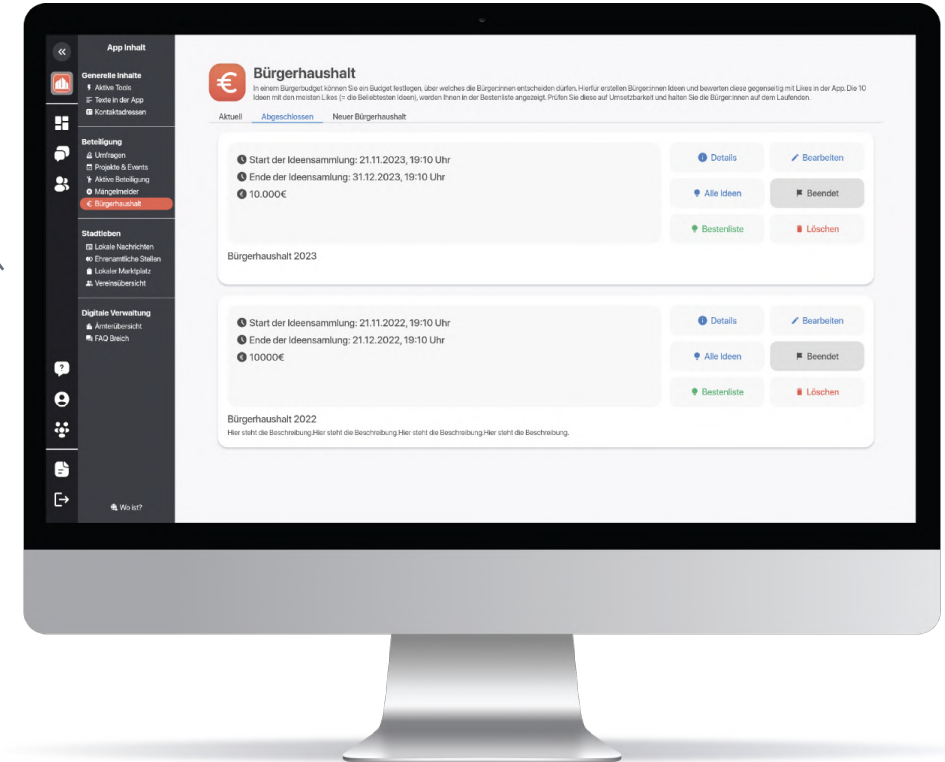 App Inhalt
Generelle Inhalte
Aktive Tools
Texte in der App
Kontaktadressen
Beteiligung
Umfragen
Projekte & Events
Aktive Beteiligung
Mängelmelder
Bürgerhaushalt
Stadtleben
Lokale Nachrichten
Ehrenamtliche Stellen
Lokaler Marktplatz
Vereinsübersicht
Digitale Verwaltung
Ämterübersicht
FAQ Breich
Wo ist?
Bürgerhaushalt
In einem Bürgerbudget können Sie ein Budget festlegen, über welches die Bürger:innen entscheiden dürfen. Hierfür erstellen Bürger:innen Ideen und bewerten diese gegenseitig mit Likes in der App. Die 10
Ideen mit den meisten Likes (= die Beliebtesten Ideen), werden Ihnen in der Bestenliste angezeigt. Prüfen Sie diese auf Umsetzbarkeit und halten Sie die Bürger:innen auf dem Laufenden.
Aktuell Abgeschlossen Neuer Bürgerhaushalt
Start der Ideensammlung: 21.11.2023, 19:10 Uhr
Ende der Ideensamlung: 31.12.2023, 19:10 Uhr
10.000€
Details Bearbeiten
Alle Ideen Beendet
Bestenliste Löschen
Bürgerhaushalt 2023
Start der Ideensammlung: 21.11.2022, 19:10 Uhr
Ende der Ideensamlung: 21.12.2022, 19:10 Uhr
10000€
Details Bearbeiten
Alle Ideen Beendet
Bestenliste Löschen
Bürgerhaushalt 2022
Hier steht die Beschreibung.Hier steht die Beschreibung.Hier steht die Beschreibung.Hier steht die Beschreibung.